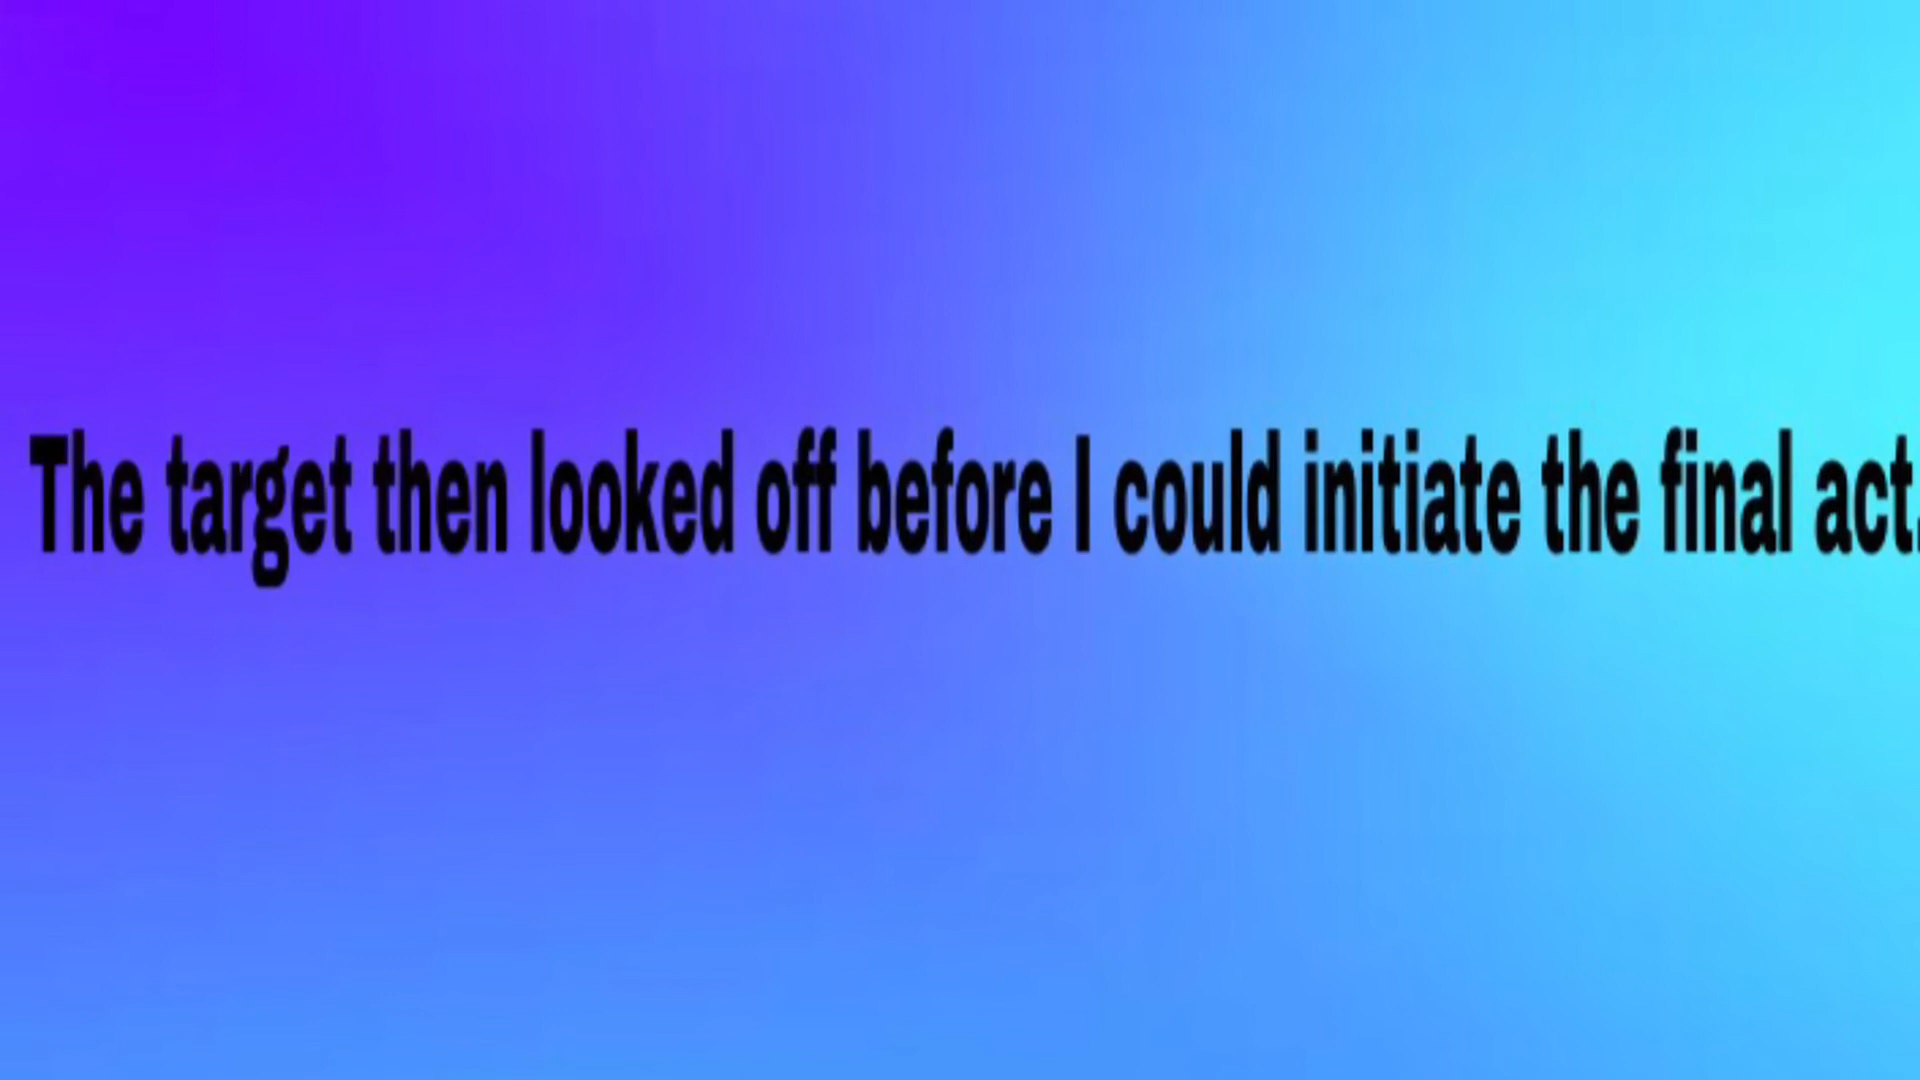 The target then looked off before I could initiate the final act.